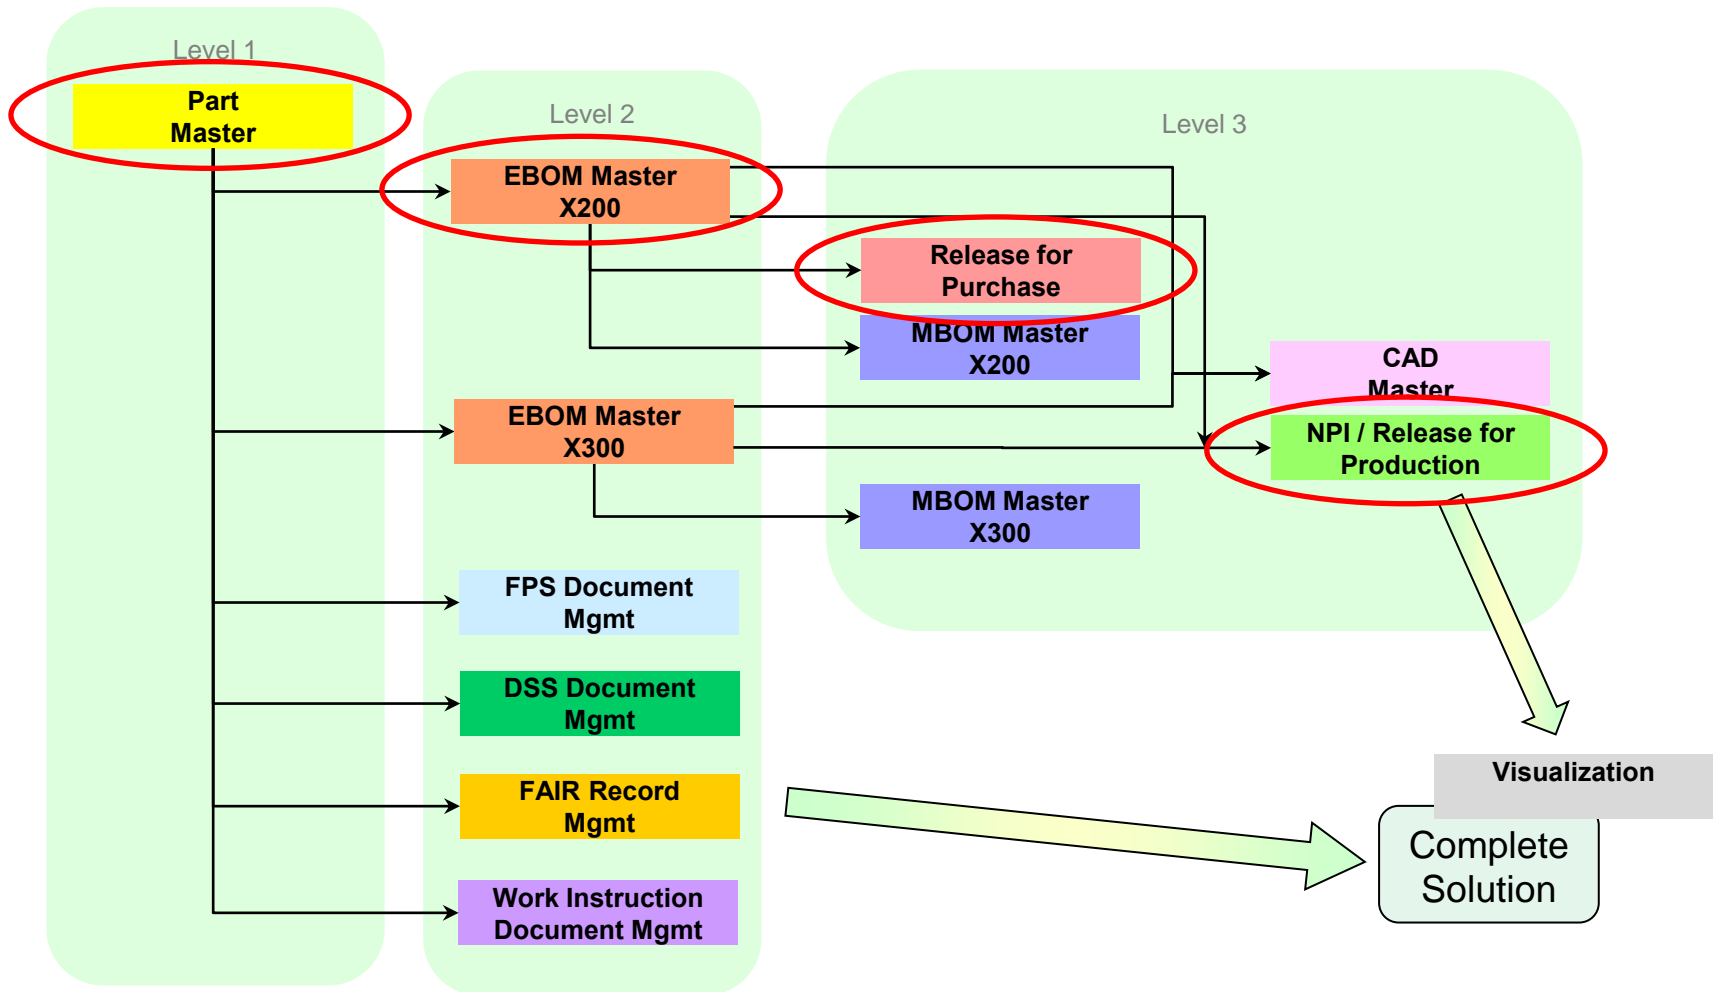 Level 1
Part
Master
Level 2
EBOM Master
X200
Level 3
Release for
Purchase
MBOM Master
X200
CAD
Master
EBOM Master
X300
NPI / Release for
Production
MBOM Master
X300
FPS Document
Mgmt
DSS Document
Mgmt
FAIR Record
Mgmt
Work Instruction
Document Mgmt
Visualization
Complete
Solution